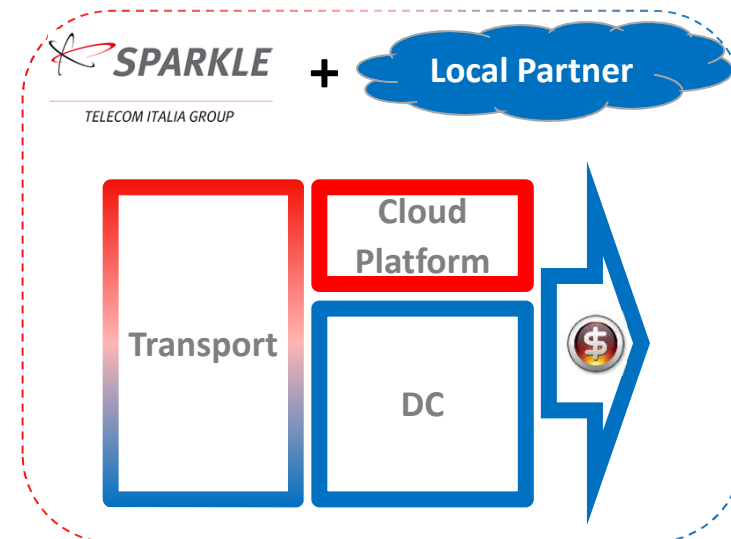 SPARKLE
TELECOM ITALIA GROUP
+
Local Partner
Transport
Cloud
Platform
DC
$